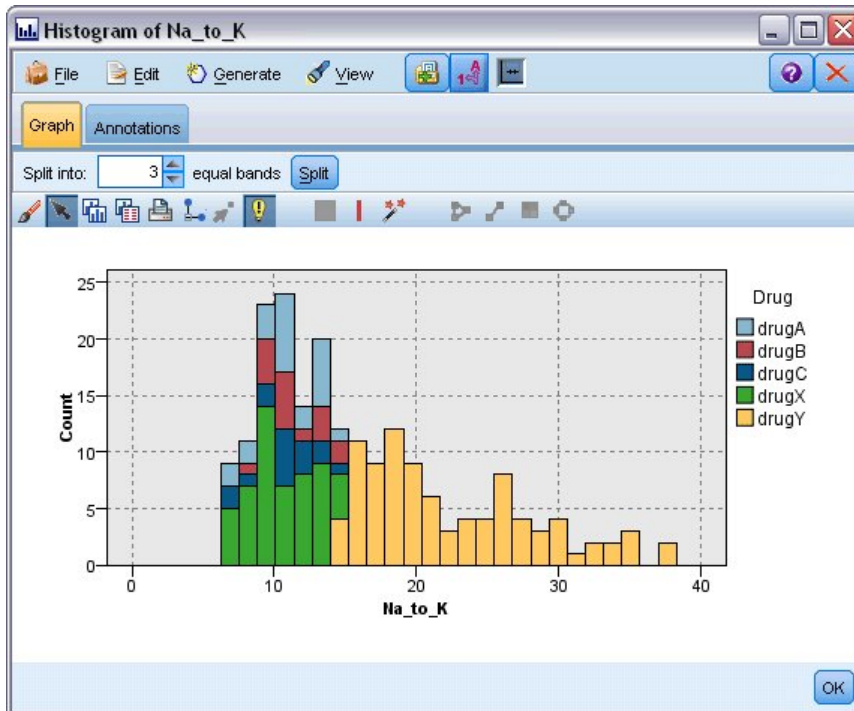 Histogram of Na_to_K
File Edit Generate View
Graph Annotations
Split into: 3 equal bands Split
25
20
15
10
5
0
Count
0 10 20 30 40
Na_to_K
Drug
drugA
drugB
drugC
drugX
drugY
OK